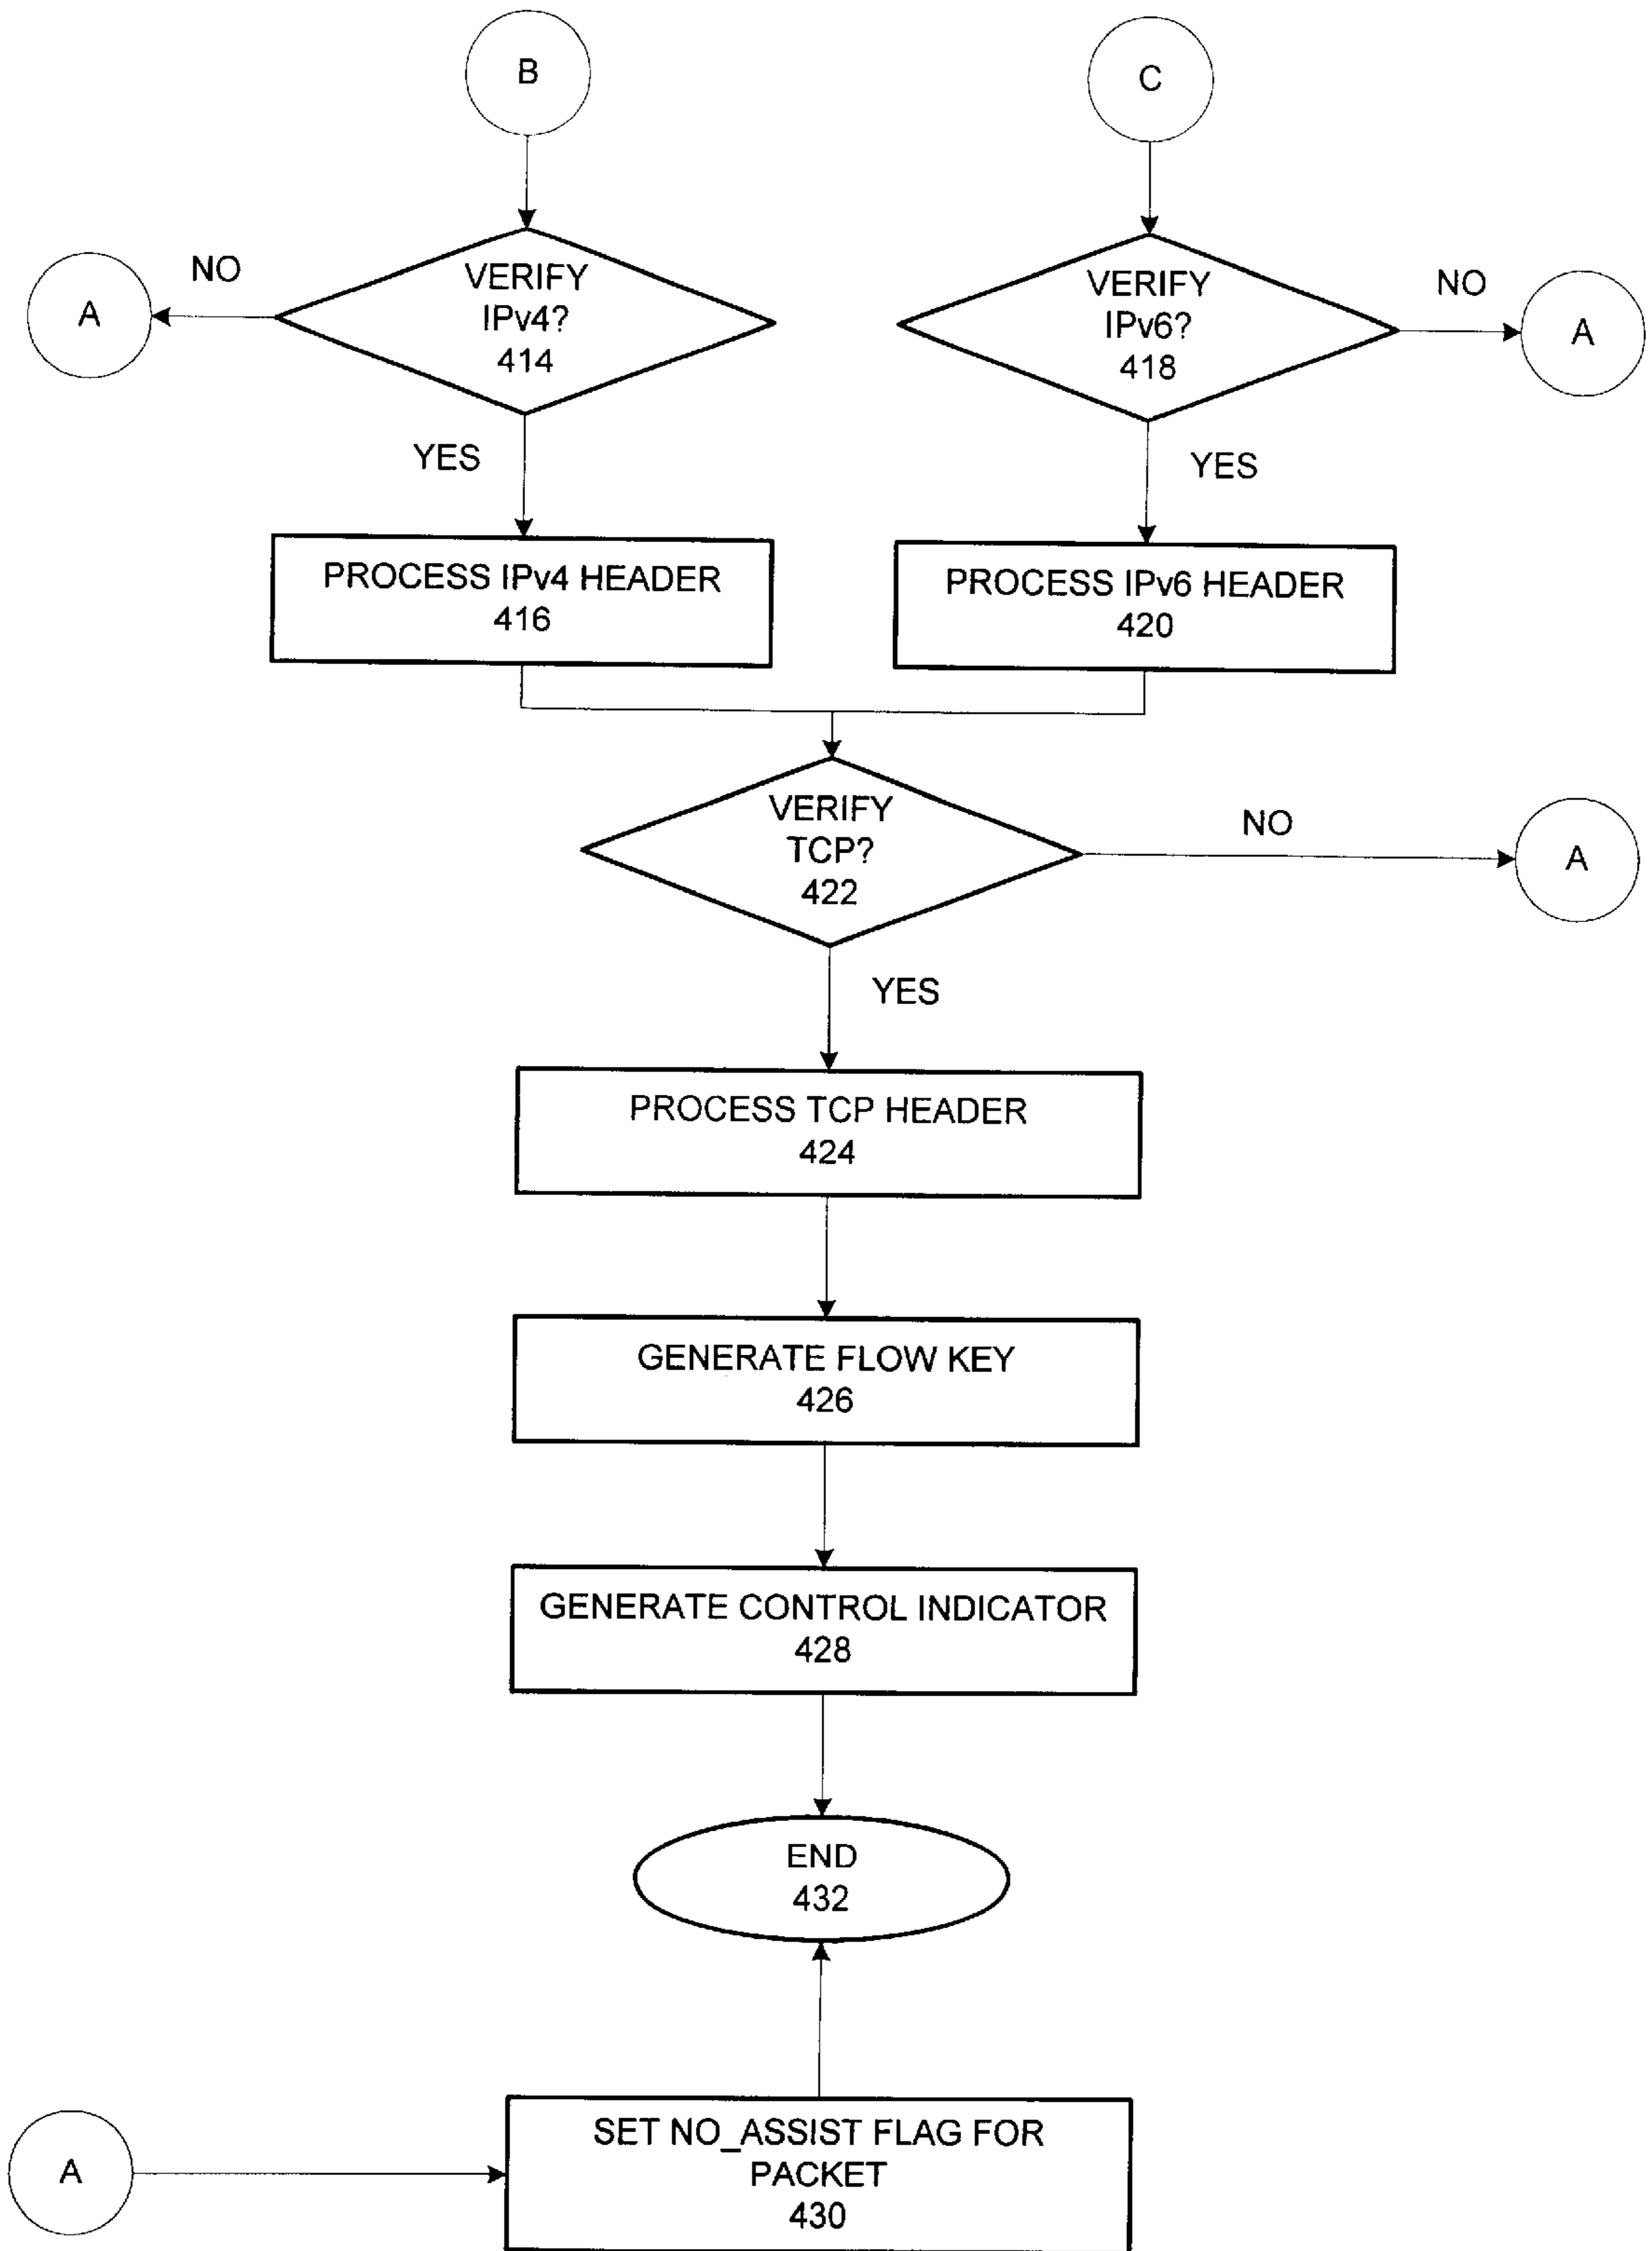 B
C
VERIFY
IPv4?
414
NO
A
VERIFY
IPv6?
418
NO
A
YES
YES
PROCESS IPv4 HEADER
416
PROCESS IPv6 HEADER
420
VERIFY
TCP?
422
NO
A
YES
PROCESS TCP HEADER
424
GENERATE FLOW KEY
426
GENERATE CONTROL INDICATOR
428
END
432
A
SET NO_ASSIST FLAG FOR
PACKET
430